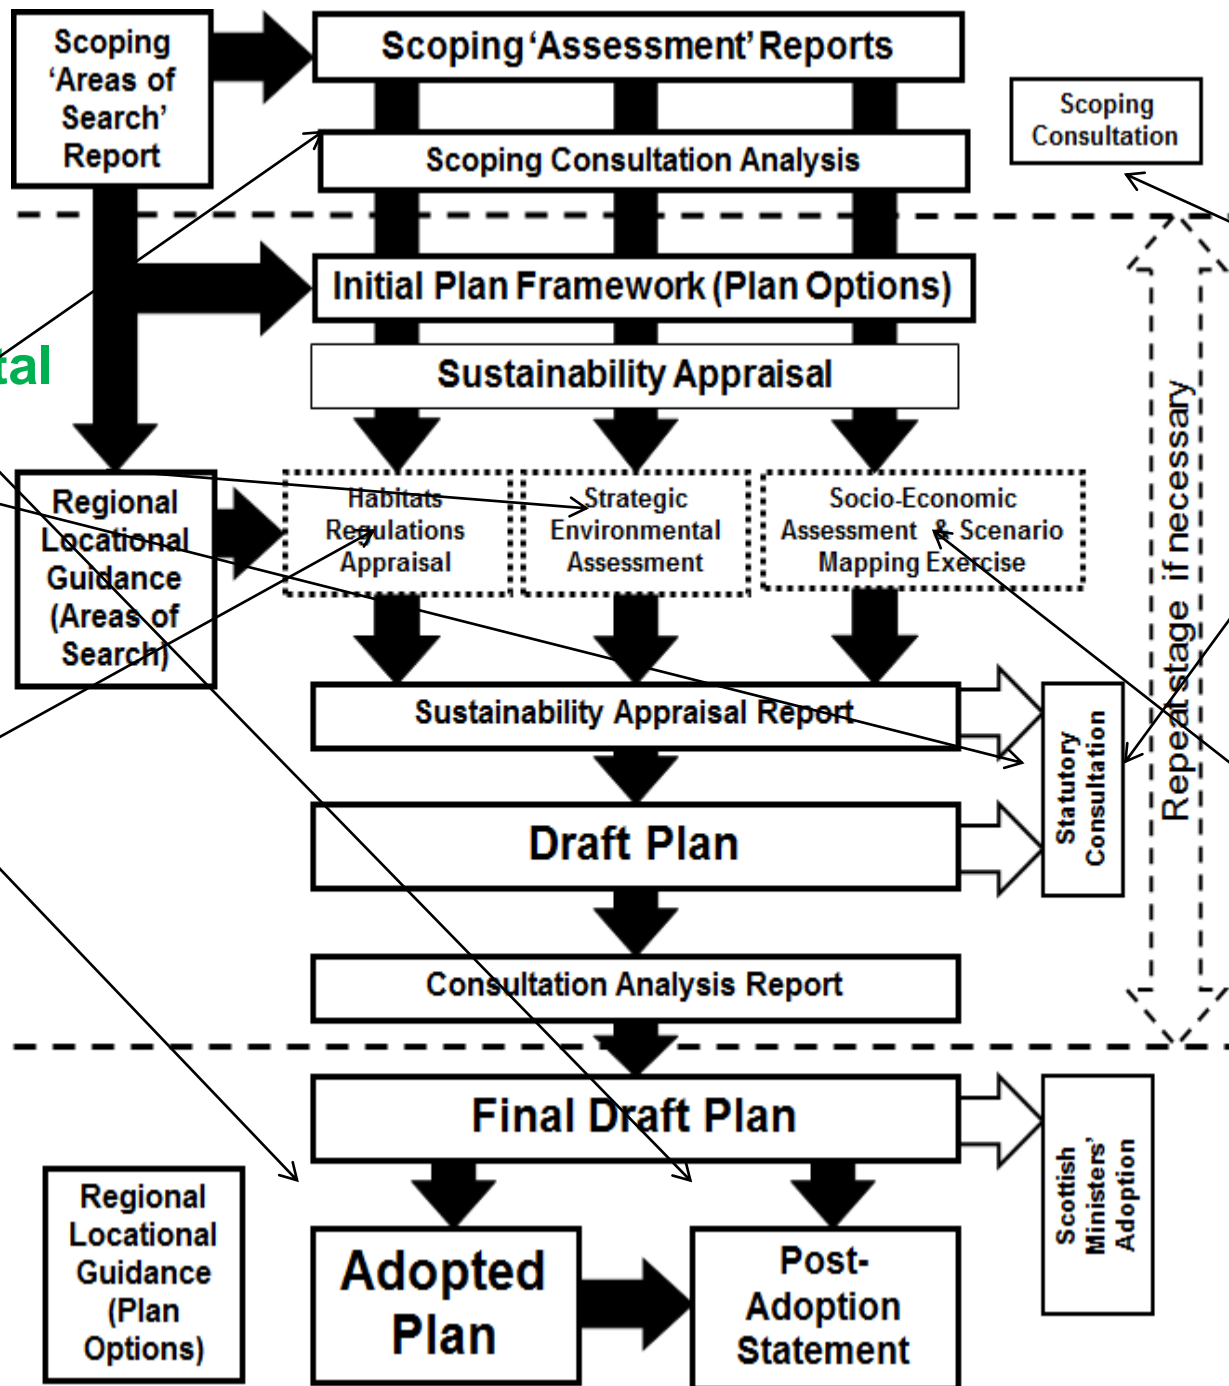 Scoping
‘Areas of
Search’
Report
Scoping ‘Assessment’ Reports
Scoping
Consultation
Scoping Consultation Analysis
Initial Plan Framework (Plan Options)
tal
Sustainability Appraisal
Regional
Locational
Guidance
(Areas of
Search)
Habitats
Regulations
Appraisal
Strategic
Environmental
Assessment
Socio-Economic
Assessment & Scenario
Mapping Exercise
Repeat stage if necessary
Sustainability Appraisal Report
Statutory
Consultation
Draft Plan
Consultation Analysis Report
Final Draft Plan
Scottish
Ministers’
Adoption
Regional
Locational
Guidance
(Plan
Options)
Adopted
Plan
Post-
Adoption
Statement